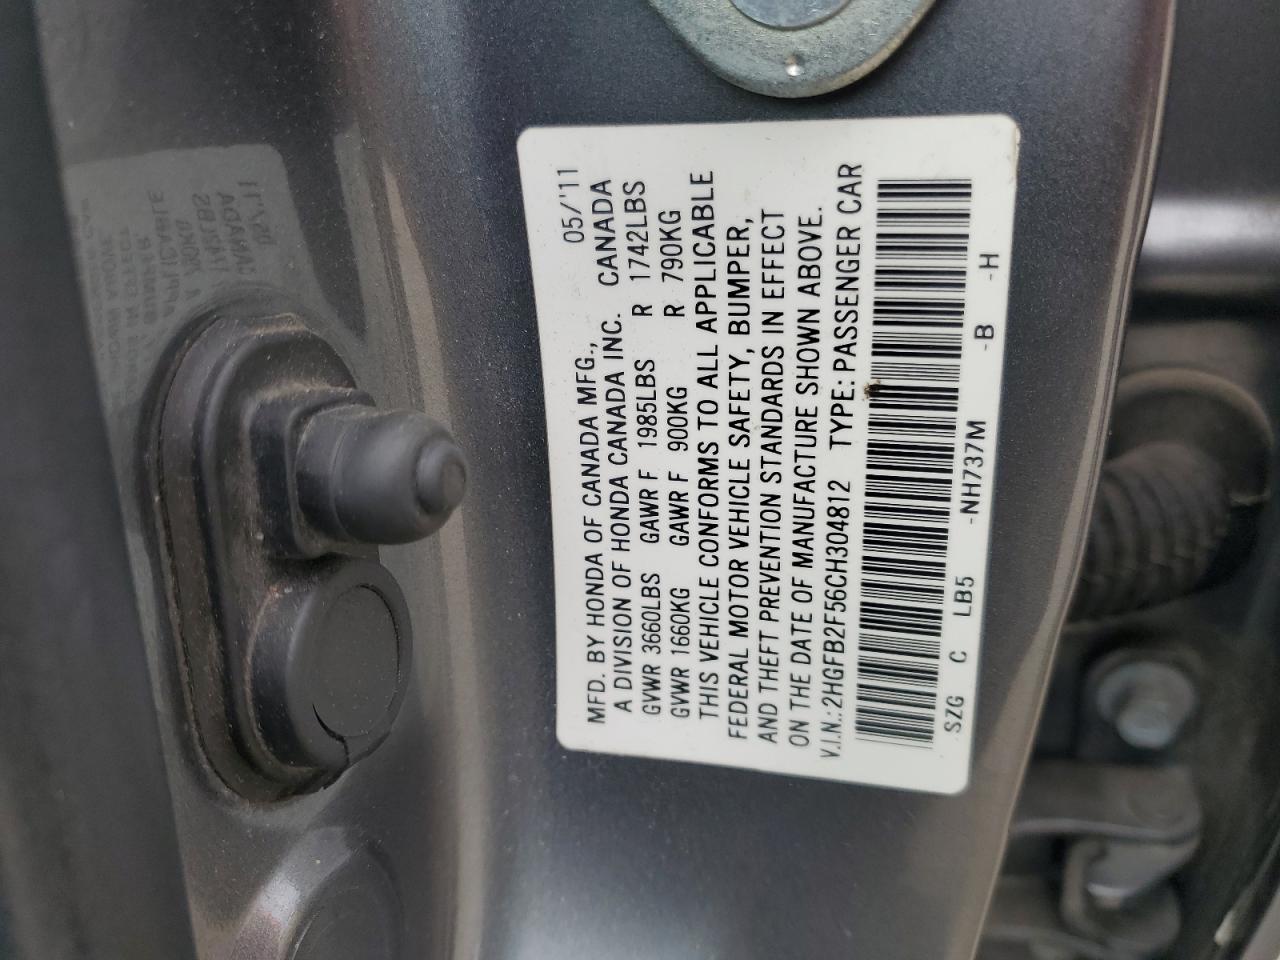 MFD. BY HONDA OF CANADA MFG., 05/'11
A DIVISION OF HONDA CANADA INC. CANADA
GVWR 3660LBS GAWR F 1985LBS R 1742LBS
GVWR 1660KG GAWR F 900KG R 790KG
THIS VEHICLE CONFORMS TO ALL APPLICABLE
FEDERAL MOTOR VEHICLE SAFETY, BUMPER,
AND THEFT PREVENTION STANDARDS IN EFFECT
ON THE DATE OF MANUFACTURE SHOWN ABOVE.
V.I.N.:2HGFB2F56CH304812 TYPE: PASSENGER CAR
SZG C LB5 -NH737M -B -H